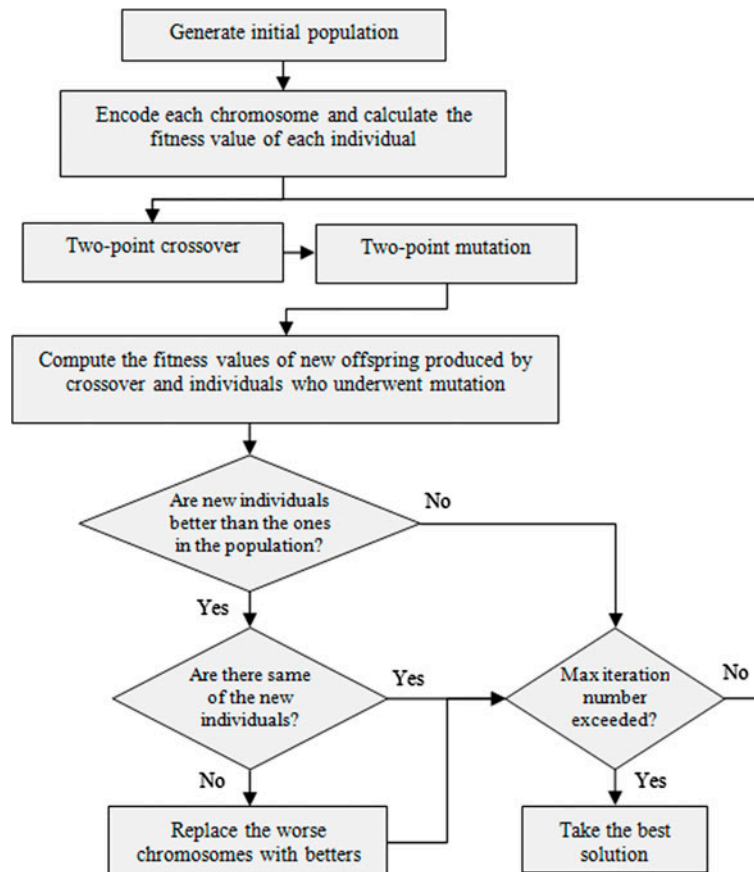 Generate initial population
Encode each chromosome and calculate the
fitness value of each individual
Two-point crossover
Two-point mutation
Compute the fitness values of new offspring produced by
crossover and individuals who underwent mutation
Are new individuals
better than the ones
in the population?
No
Yes
Are there same
of the new
individuals?
Yes
Max iteration
number
exceeded?
No
No
Yes
Replace the worse
chromosomes with betters
Take the best
solution